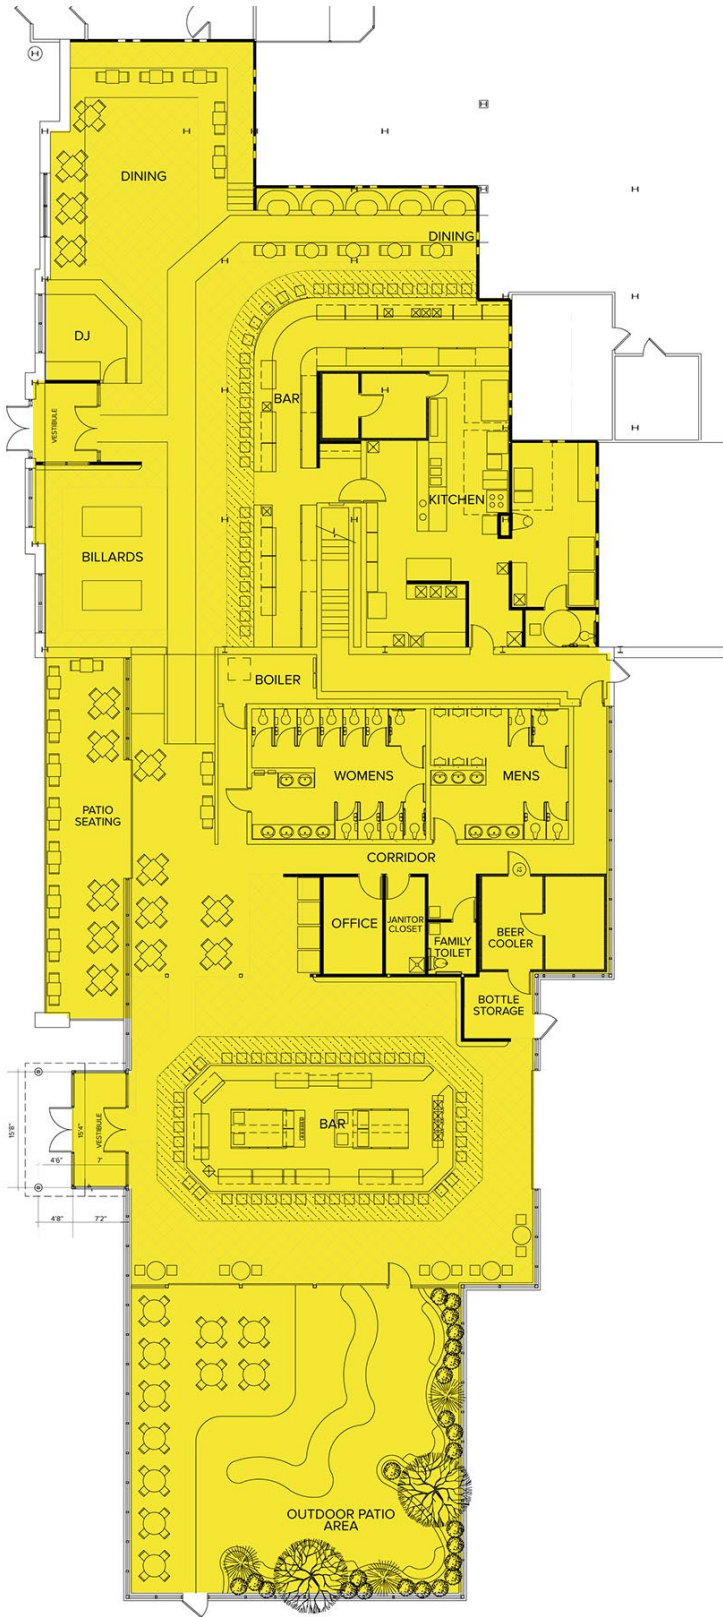 DINING
DINING
DJ
BAR
VESTIBULE
KITCHEN
BILLARDS
BOILER
WOMENS
MENS
PATIO
SEATING
CORRIDOR
OFFICE
JANITOR
CLOSET
FAMILY
TOILET
BEER
COOLER
BOTTLE
STORAGE
15'8"
15'4"
VESTIBULE
BAR
4'6"
7'
4'8"
7'2"
OUTDOOR PATIO
AREA